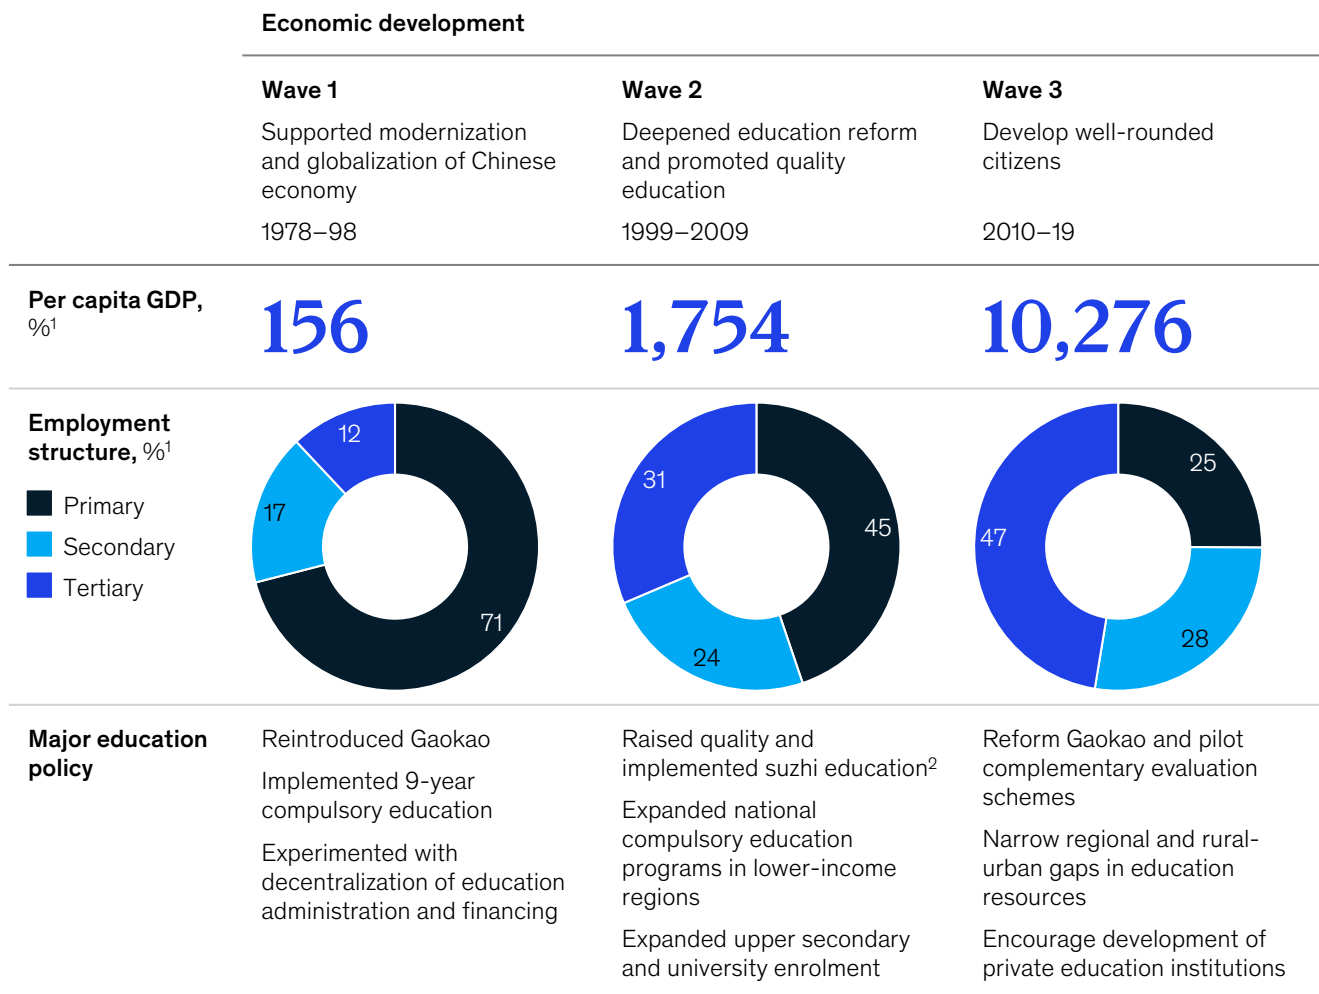 Economic development
Wave 1
Supported modernization
and globalization of Chinese
economy
1978–98
Wave 2
Deepened education reform
and promoted quality
education
1999–2009
Wave 3
Develop well-rounded
citizens
2010–19
Per capita GDP,
%1
156
1,754
10,276
Employment
structure, %1
Primary
Secondary
Tertiary
12
17
71
31
45
24
25
47
28
Major education
policy
Reintroduced Gaokao
Implemented 9-year
compulsory education
Experimented with
decentralization of education
administration and financing
Raised quality and
implemented suzhi education2
Expanded national
compulsory education
programs in lower-income
regions
Expanded upper secondary
and university enrolment
Reform Gaokao and pilot
complementary evaluation
schemes
Narrow regional and rural-
urban gaps in education
resources
Encourage development of
private education institutions